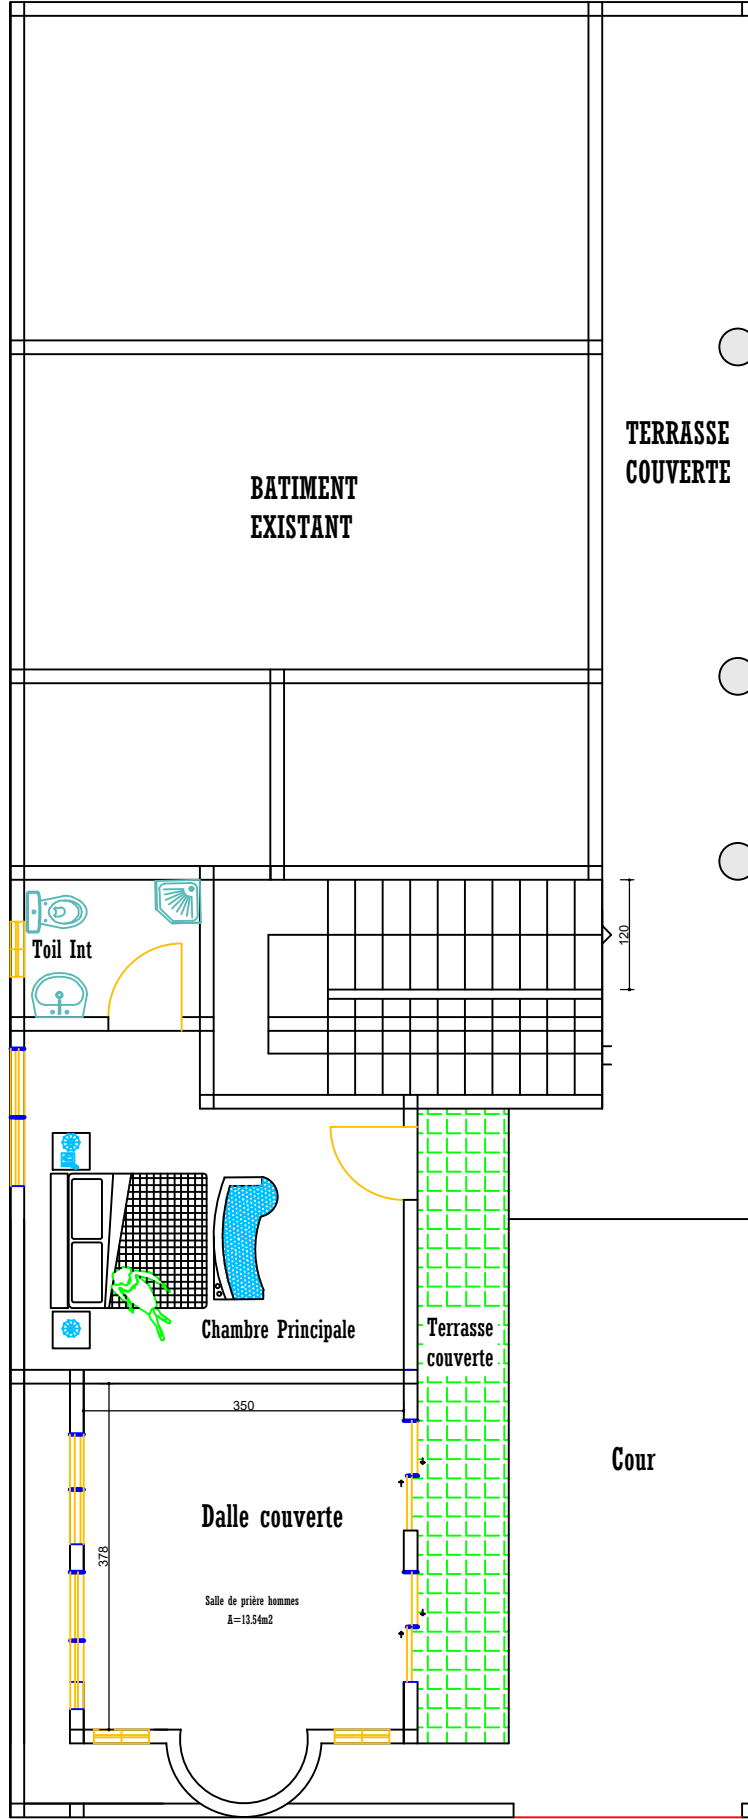 TERRASSE
COUVERTE
BATIMENT
EXISTANT
120
Toil Int
Chambre Principale
Terrasse
couverte
350
Cour
Dalle couverte
378
Salle de prière hommes
A=13.54m2